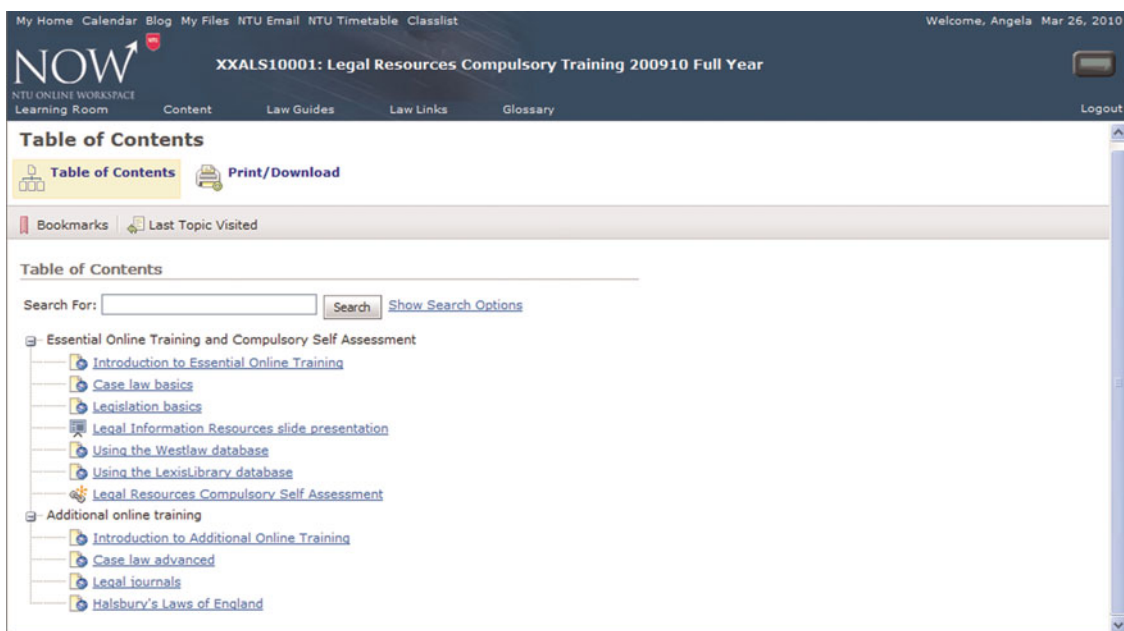 My Home Calendar Blog My Files NTU Email NTU Timetable Classlist Welcome, Angela Mar 26, 2010
NOW
NTU ONLINE WORKSPACE
XXALS10001: Legal Resources Compulsory Training 200910 Full Year
Learning Room Content Law Guides Law Links Glossary Logout
Table of Contents
Table of Contents Print/Download
Bookmarks Last Topic Visited
Table of Contents
Search For: Search Show Search Options
Essential Online Training and Compulsory Self Assessment
Introduction to Essential Online Training
Case law basics
Legislation basics
Legal Information Resources slide presentation
Using the Westlaw database
Using the LexisLibrary database
Legal Resources Compulsory Self Assessment
Additional online training
Introduction to Additional Online Training
Case law advanced
Legal journals
Halsbury's Laws of England